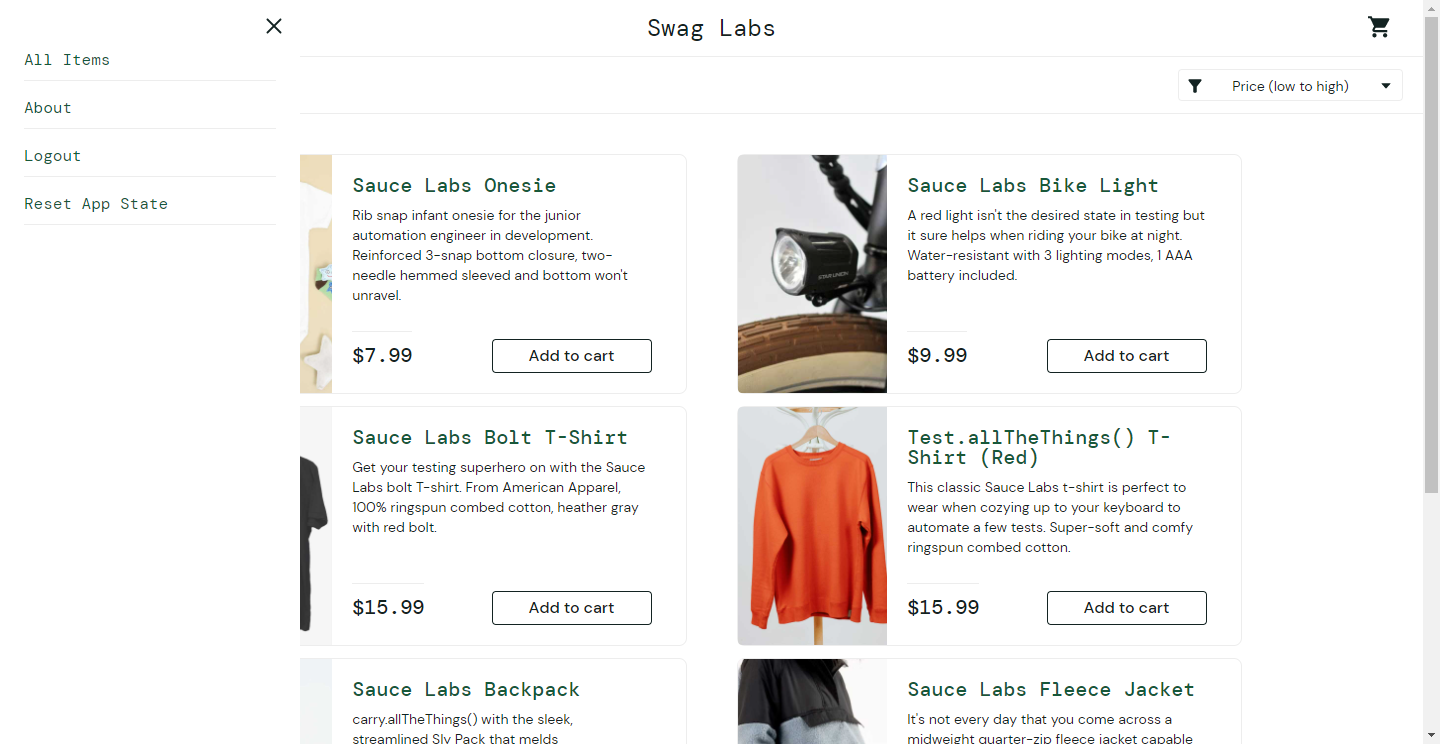 All Items
About
Logout
Reset App State
Swag Labs
Price (low to high)
Sauce Labs Onesie
Rib snap infant onesie for the junior
automation engineer in development.
Reinforced 3-snap bottom closure, two-
needle hemmed sleeved and bottom won't
unravel.
$7.99
Add to cart
Sauce Labs Bike Light
A red light isn't the desired state in testing but
it sure helps when riding your bike at night.
Water-resistant with 3 lighting modes, 1 AAA
battery included.
$9.99
Add to cart
STAR UNION
Sauce Labs Bolt T-Shirt
Get your testing superhero on with the Sauce
Labs bolt T-shirt. From American Apparel,
100% ringspun combed cotton, heather gray
with red bolt.
$15.99
Add to cart
Test.allTheThings() T-
Shirt (Red)
This classic Sauce Labs t-shirt is perfect to
wear when cozying up to your keyboard to
automate a few tests. Super-soft and comfy
ringspun combed cotton.
$15.99
Add to cart
Sauce Labs Backpack
carry.allTheThings() with the sleek,
streamlined Sly Pack that melds
Sauce Labs Fleece Jacket
It's not every day that you come across a
midweight quarter-zip fleece jacket capable